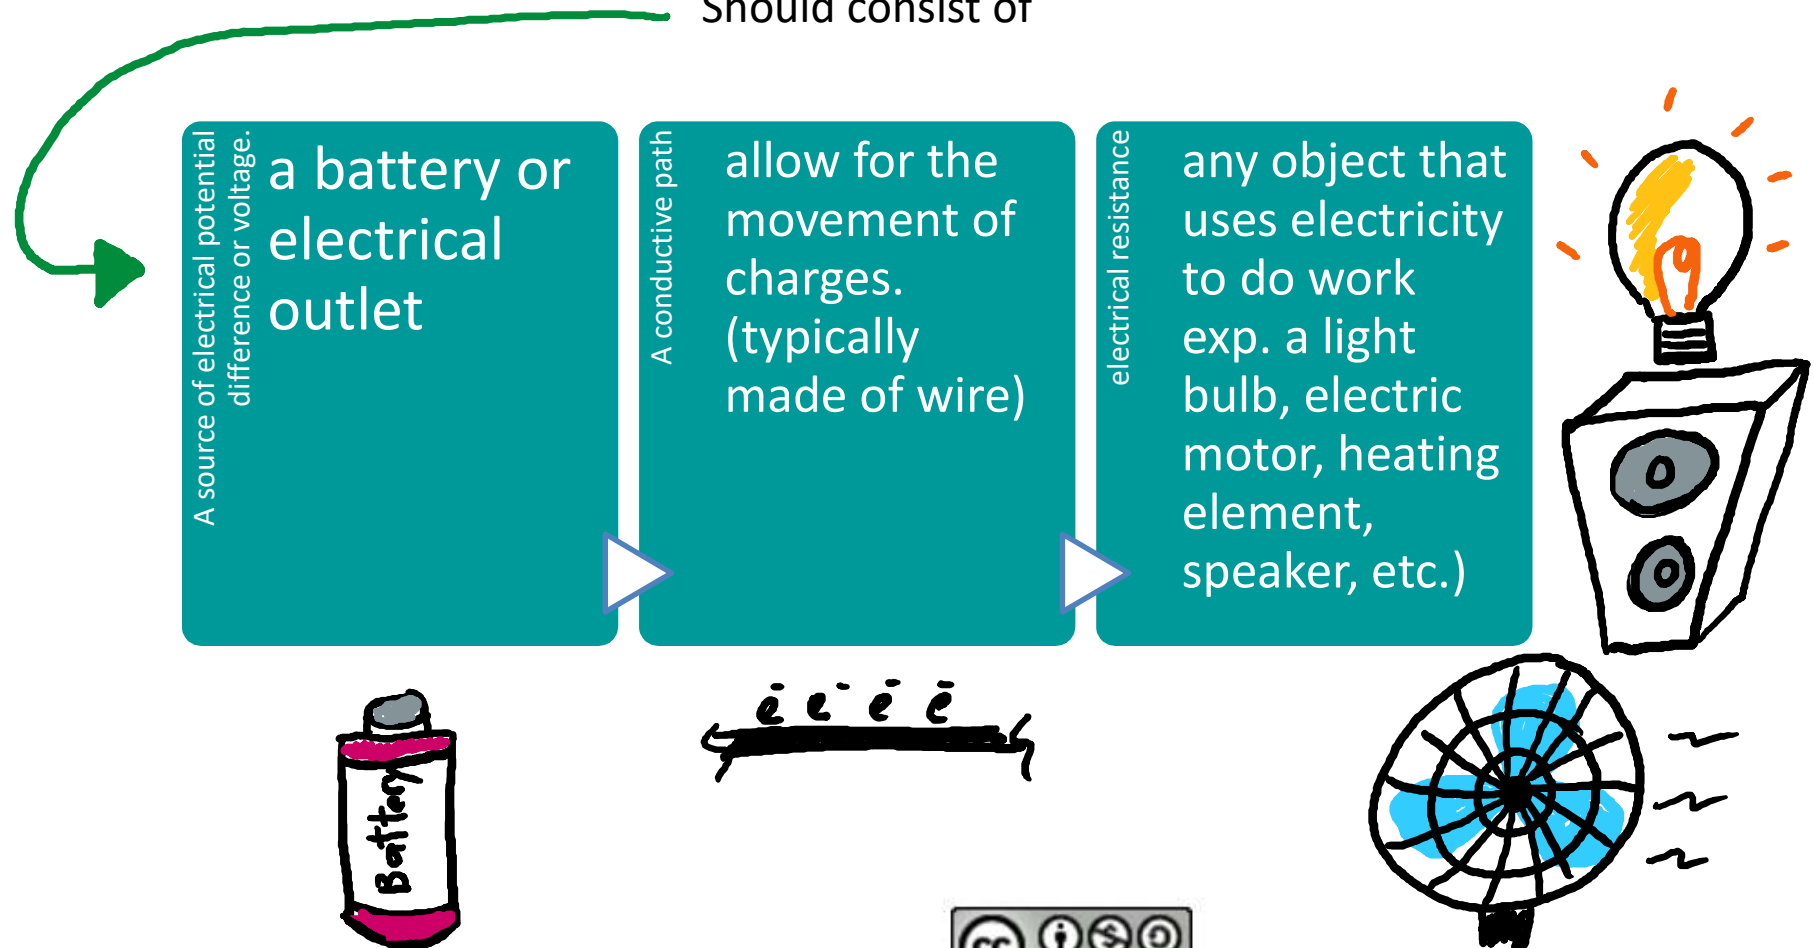 Should consist of
A source of electrical potential
difference or voltage.
a battery or
electrical
outlet
A conductive path
allow for the
movement of
charges.
(typically
made of wire)
electrical resistance
any object that
uses electricity
to do work
exp. a light
bulb, electric
motor, heating
element,
speaker, etc.)
Battery
e⁻ e⁻ e⁻ e⁻
cc